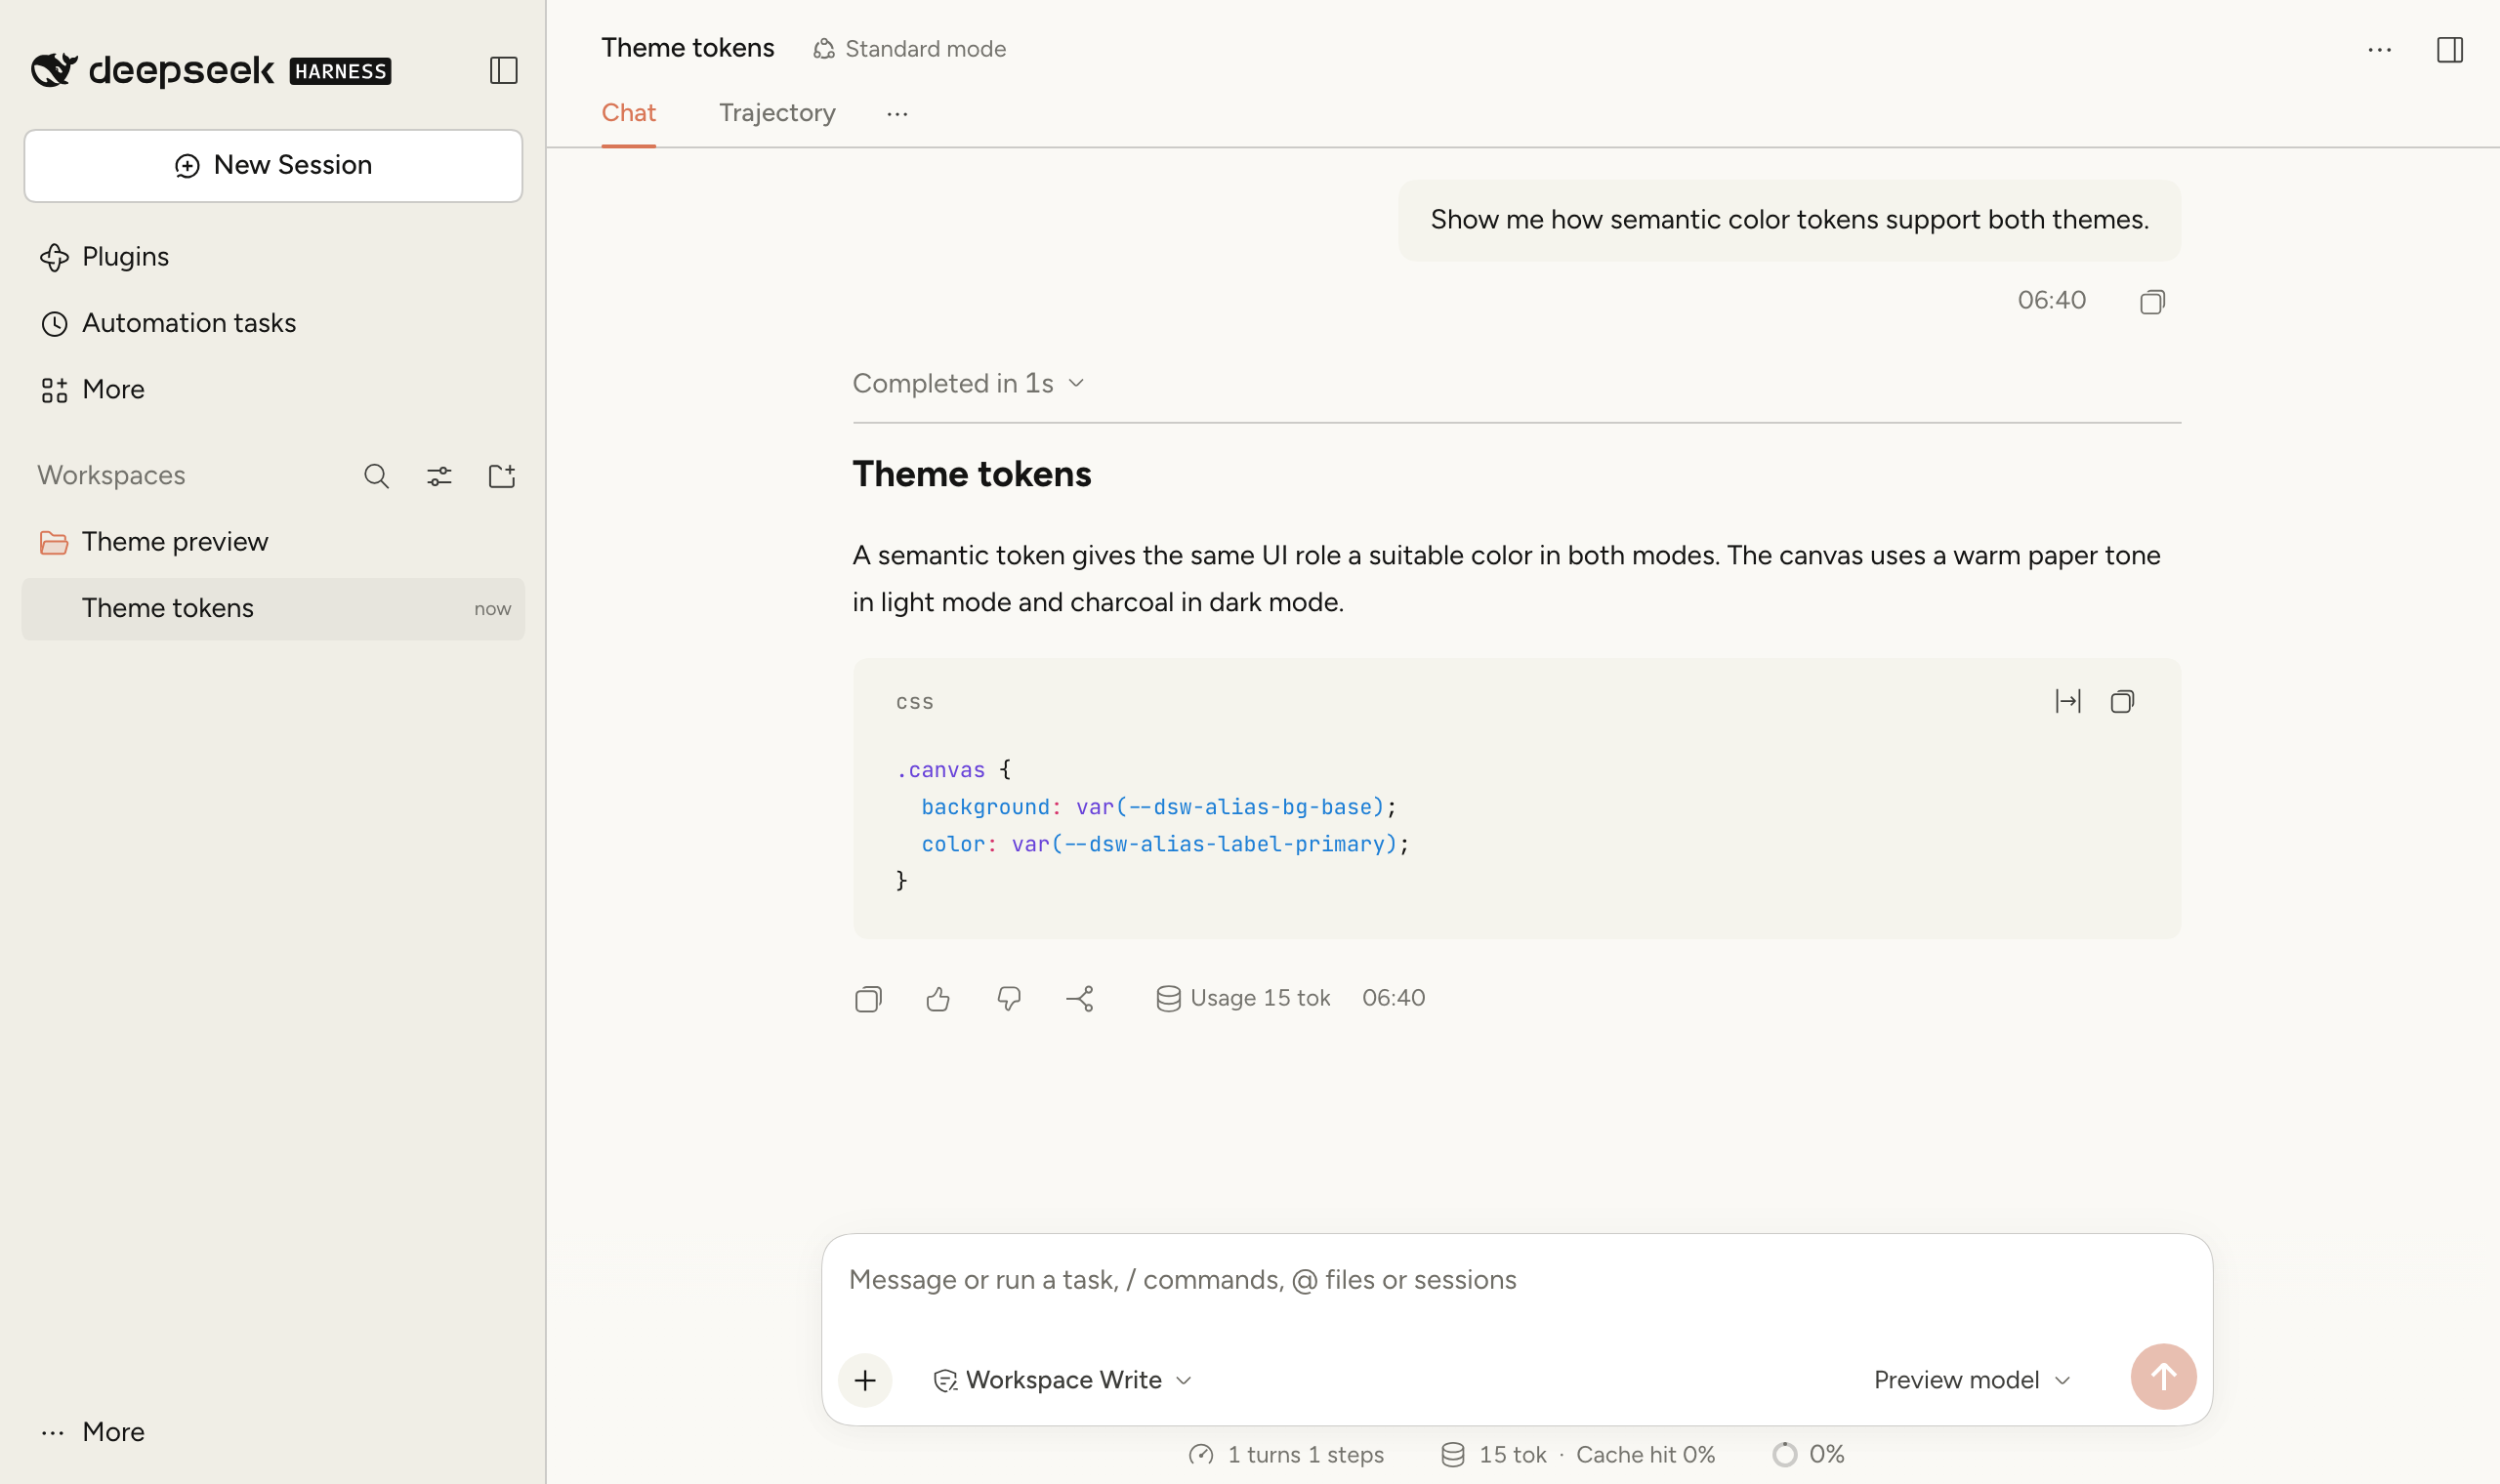 deepseek HARNESS
New Session
Plugins
Automation tasks
More
Workspaces
Theme preview
Theme tokens now
More
Theme tokens Standard mode
Chat Trajectory
Show me how semantic color tokens support both themes.
06:40
Completed in 1s
Theme tokens
A semantic token gives the same UI role a suitable color in both modes. The canvas uses a warm paper tone
in light mode and charcoal in dark mode.
css
.canvas {
  background: var(--dsw-alias-bg-base);
  color: var(--dsw-alias-label-primary);
}
Usage 15 tok 06:40
Message or run a task, / commands, @ files or sessions
Workspace Write Preview model
1 turns 1 steps 15 tok · Cache hit 0% 0%